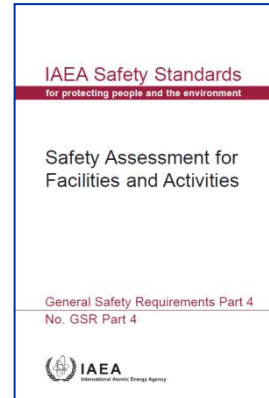 IAEA Safety Standards
for protecting people and the environment
Safety Assessment for
Facilities and Activities
General Safety Requirements Part 4
No. GSR Part 4
IAEA
International Atomic Energy Agency